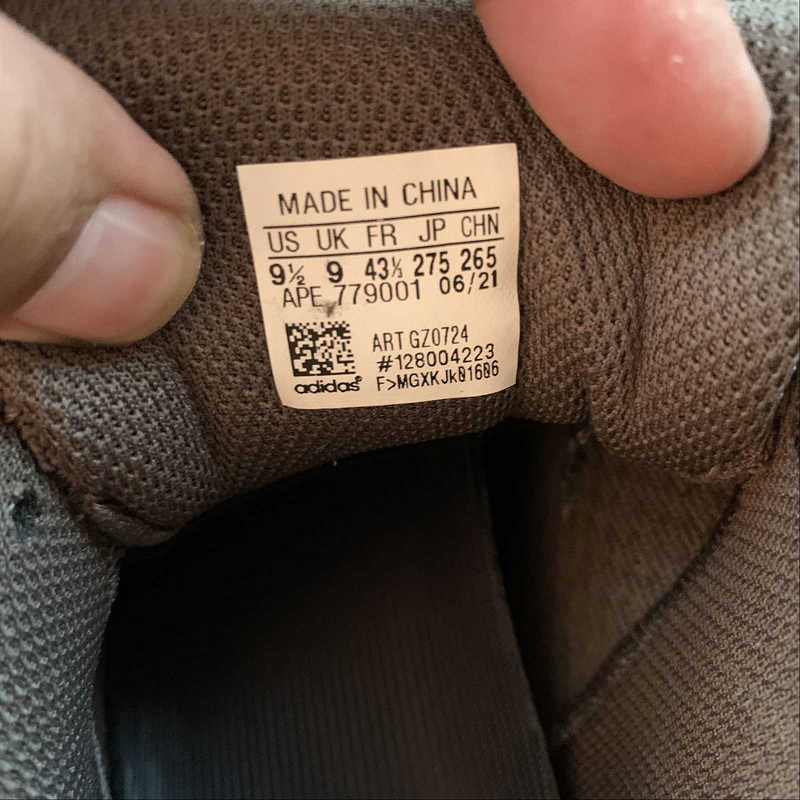 MADE IN CHINA
US UK FR JP CHN
9½ 9 43⅓ 275 265
APE 779001 06/21
ART GZ0724
#128004223
F>MGXKJk01606
adidas®